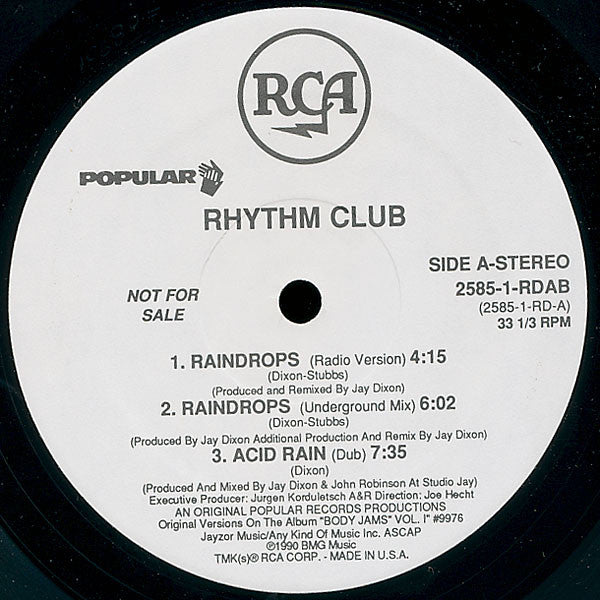 RCA
POPULAR
RHYTHM CLUB
SIDE A-STEREO
2585-1-RDAB
(2585-1-RD-A)
33 1/3 RPM
NOT FOR
SALE
1. RAINDROPS (Radio Version) 4:15
(Dixon-Stubbs)
(Produced and Remixed By Jay Dixon)
2. RAINDROPS (Underground Mix) 6:02
(Dixon-Stubbs)
(Produced By Jay Dixon Additional Production And Remix By Jay Dixon)
3. ACID RAIN (Dub) 7:35
(Dixon)
(Produced And Mixed By Jay Dixon & John Robinson At Studio Jay)
Executive Producer: Jurgen Korduletsch A&R Direction: Joe Hecht
AN ORIGINAL POPULAR RECORDS PRODUCTIONS
Original Versions On The Album "BODY JAMS" VOL. I" #9976
Jayzor Music/Any Kind Of Music Inc. ASCAP
℗1990 BMG Music
TMK(s)® RCA CORP. - MADE IN U.S.A.